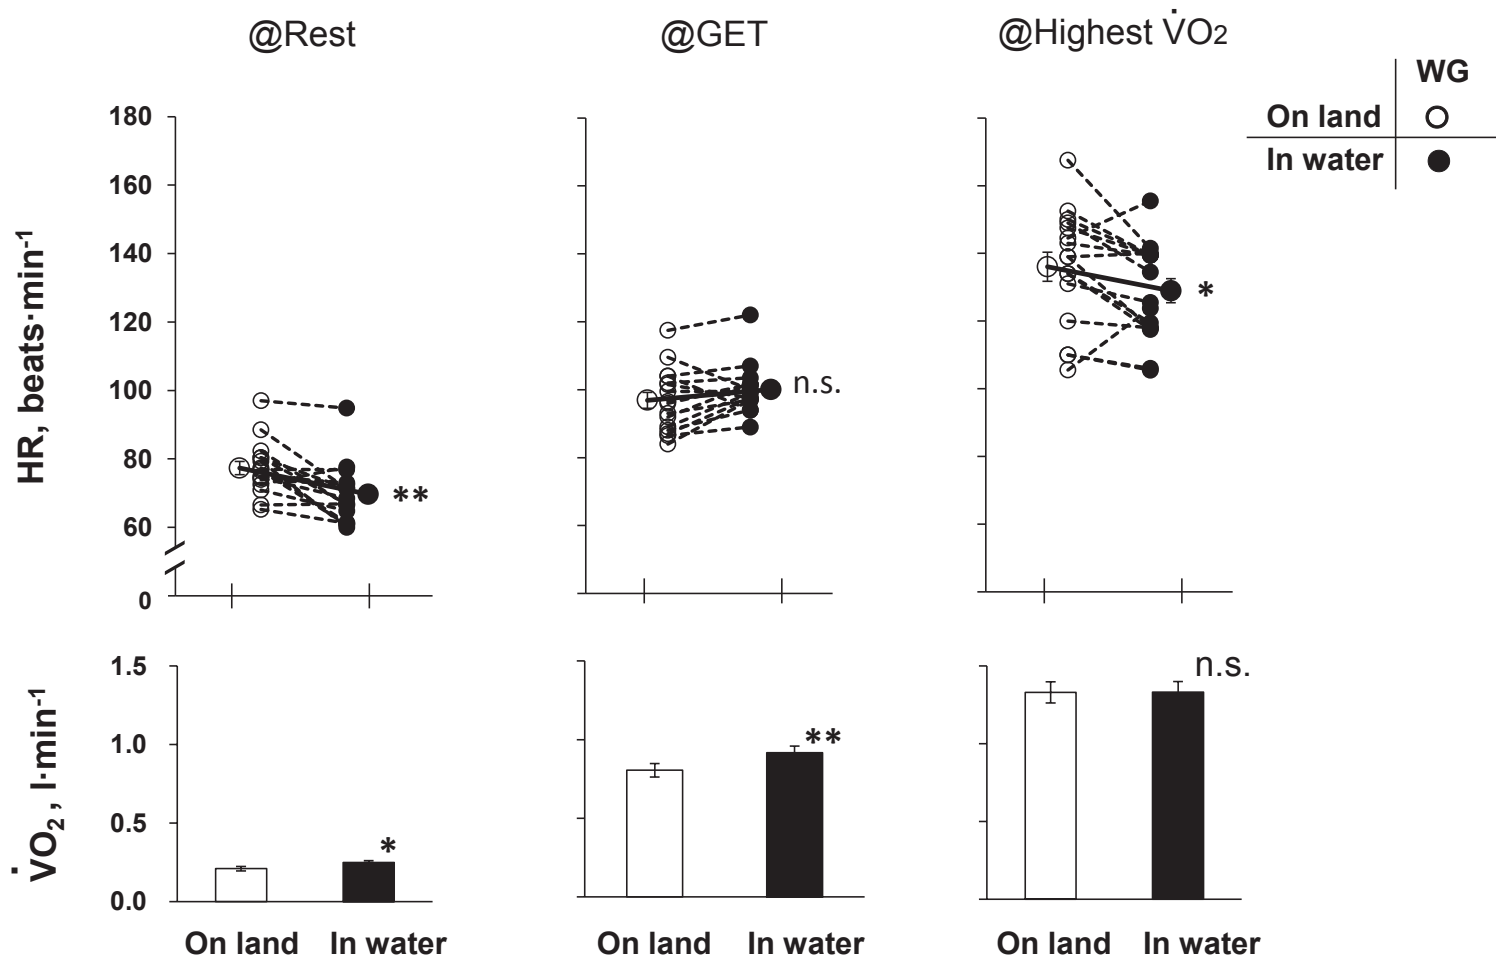 @Rest @GET @Highest V̇O2
WG
On land
In water
HR, beats·min-1
180
160
140
120
100
80
60
0
**
n.s.
*
V̇O2 , l·min-1
1.5
1.0
0.5
0.0
*
**
n.s.
On land In water On land In water On land In water